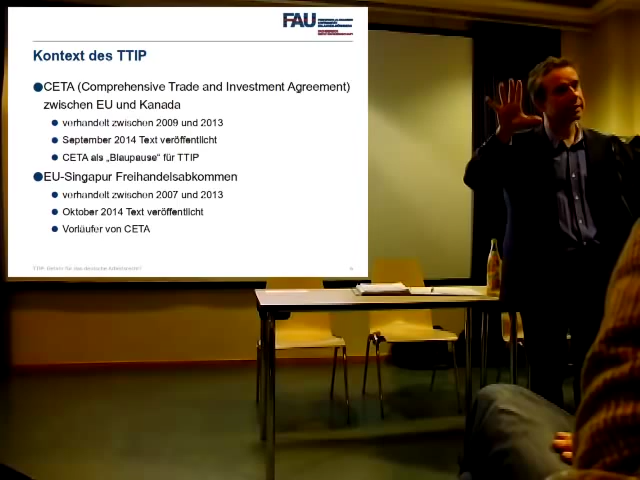 FAU
Kontext des TTIP
CETA (Comprehensive Trade and Investment Agreement)
zwischen EU und Kanada
verhandelt zwischen 2009 und 2013
September 2014 Text veröffentlicht
CETA als „Blaupause“ für TTIP
EU-Singapur Freihandelsabkommen
verhandelt zwischen 2007 und 2013
Oktober 2014 Text veröffentlicht
Vorläufer von CETA